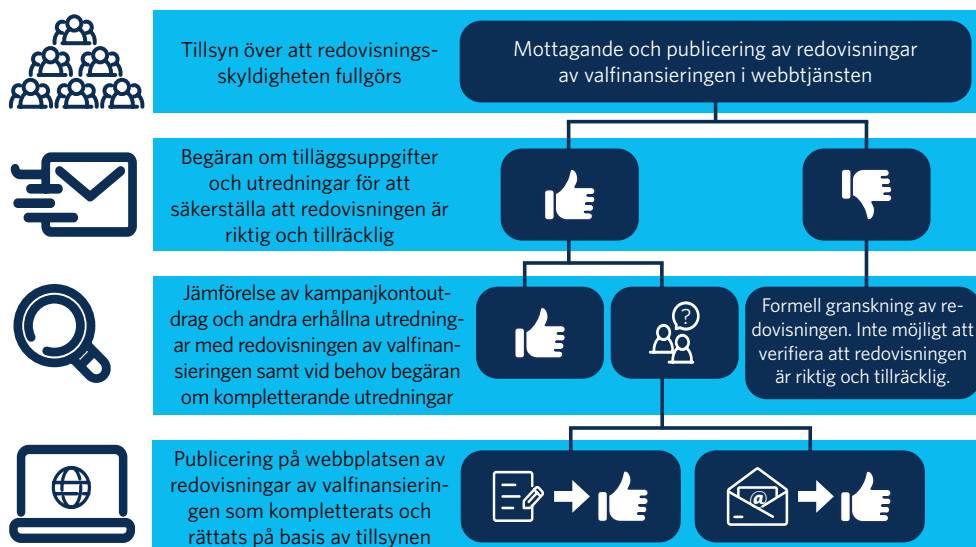 Tillsyn över att redovisnings-
skyldigheten fullgörs
Mottagande och publicering av redovisningar
av valfinansieringen i webbtjänsten
Begäran om tilläggsuppgifter
och utredningar för att
säkerställa att redovisningen är
riktig och tillräcklig
Jämförelse av kampanjkontout-
drag och andra erhållna utredning-
ar med redovisningen av valfinan-
sieringen samt vid behov begäran
om kompletterande utredningar
?
Formell granskning av re-
dovisningen. Inte möjligt att
verifiera att redovisningen
är riktig och tillräcklig.
Publicering på webbplatsen av
redovisningar av valfinansierin-
gen som kompletterats och
rättats på basis av tillsynen
@